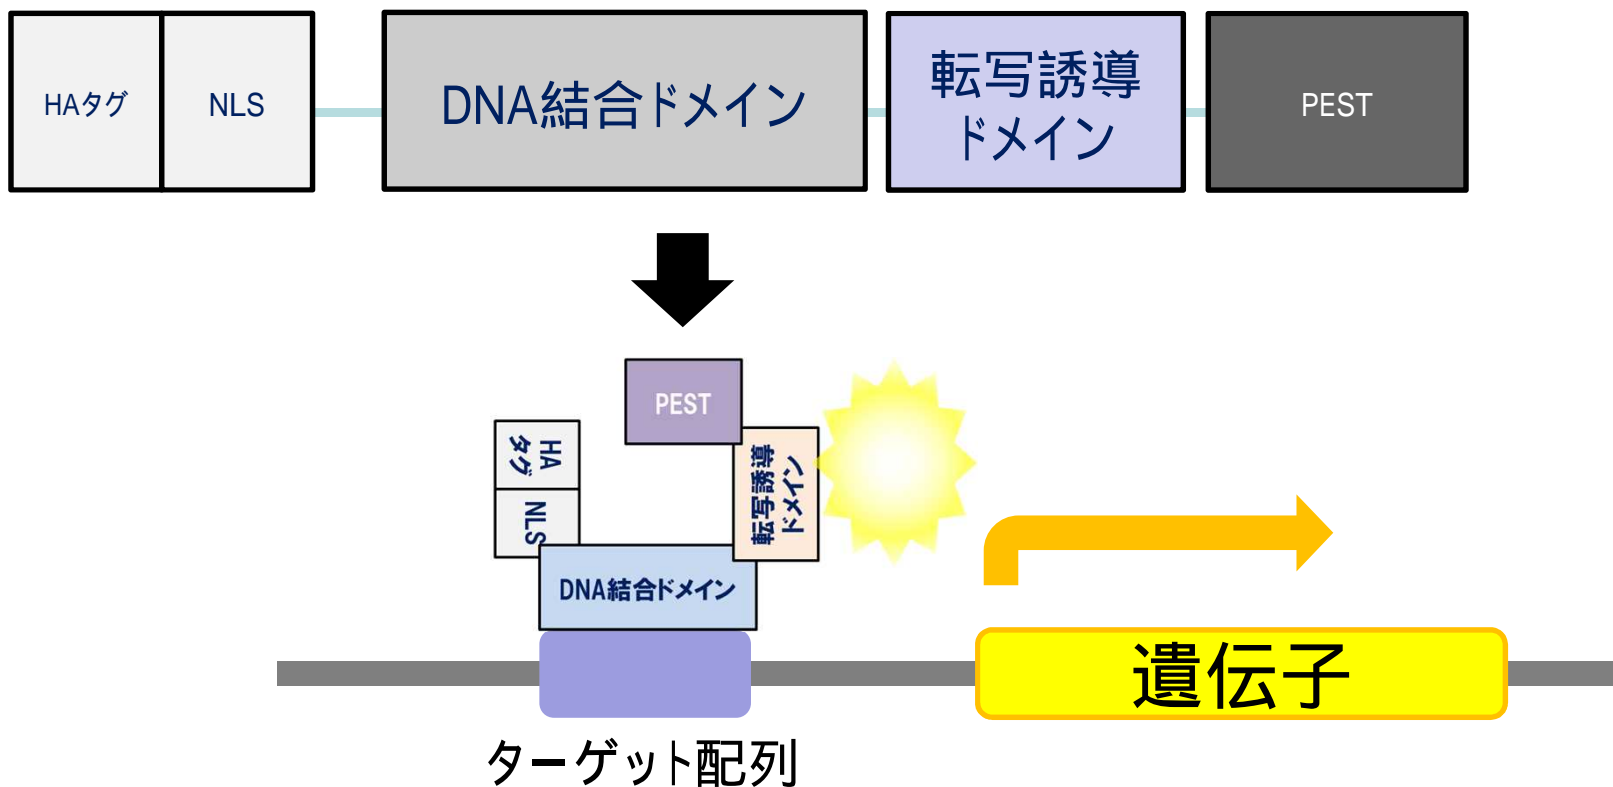 HAタグ
NLS
DNA結合ドメイン
転写誘導
ドメイン
PEST
PEST
HA
タグ
NLS
転写誘導
ドメイン
DNA結合ドメイン
遺伝子
ターゲット配列